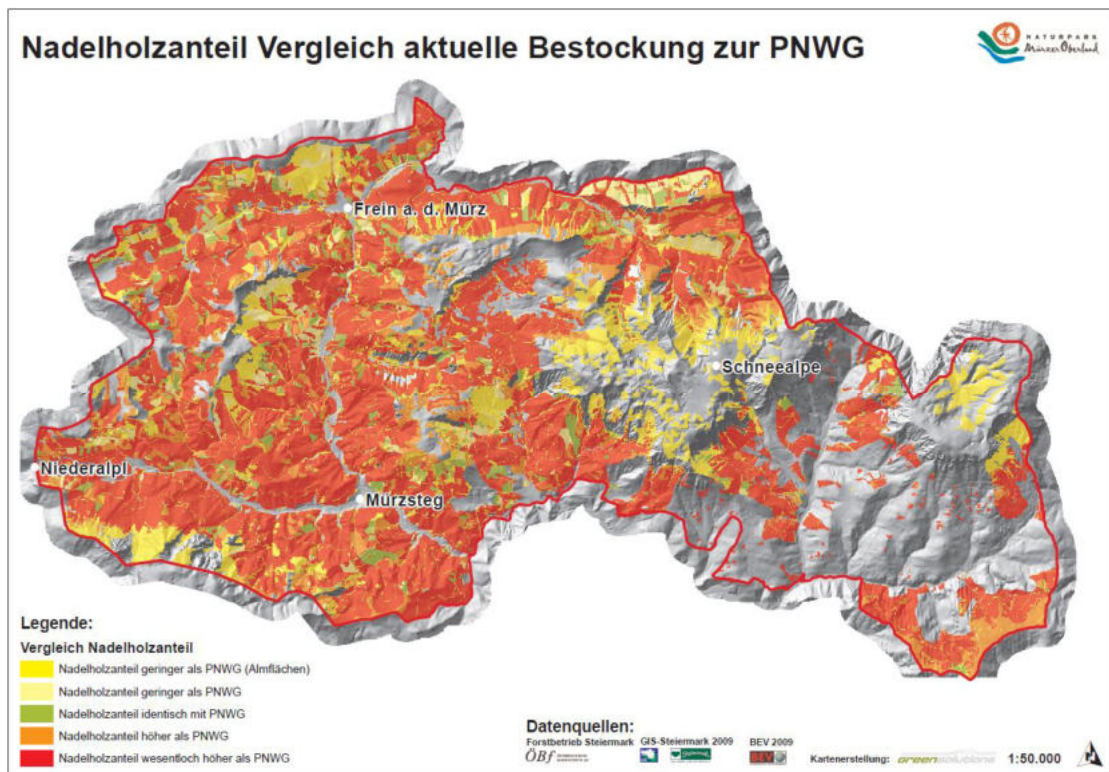 Nadelholzanteil Vergleich aktuelle Bestockung zur PNWG
NATURPARK
Mürzer Oberland
Frein a. d. Mürz
Schneealpe
Niederalpl
Mürzsteg
Legende:
Vergleich Nadelholzanteil
Nadelholzanteil geringer als PNWG (Almflächen)
Nadelholzanteil geringer als PNWG
Nadelholzanteil identisch mit PNWG
Nadelholzanteil höher als PNWG
Nadelholzanteil wesentloch höher als PNWG
Datenquellen:
Forstbetrieb Steiermark GIS-Steiermark 2009 BEV 2009
ÖBf
BEV
Kartenerstellung: greensolutions 1:50.000